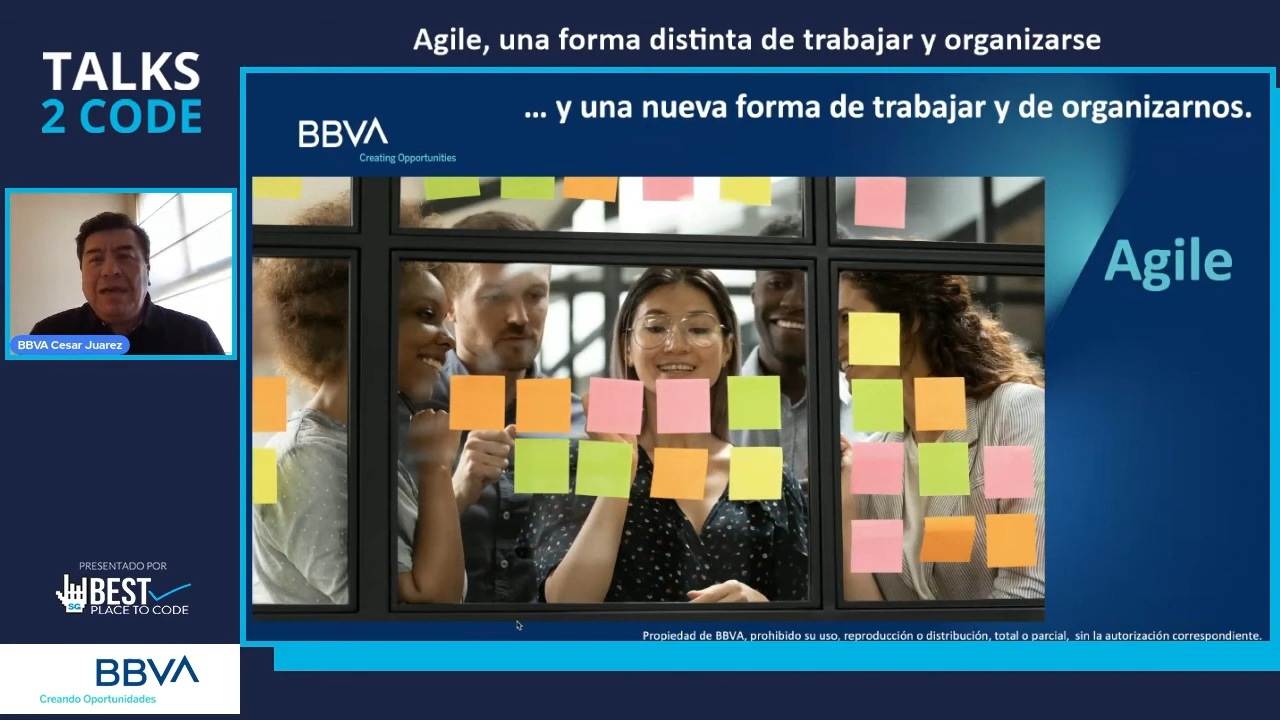 Agile, una forma distinta de trabajar y organizarse
TALKS
2 CODE
... y una nueva forma de trabajar y de organizarnos.
BBVA
Creating Opportunities
Agile
BBVA Cesar Juarez
PRESENTADO POR
SG
BEST
PLACE TO CODE
Propiedad de BBVA, prohibido su uso, reproducción o distribución, total o parcial, sin la autorización correspondiente.
BBVA
Creando Oportunidades